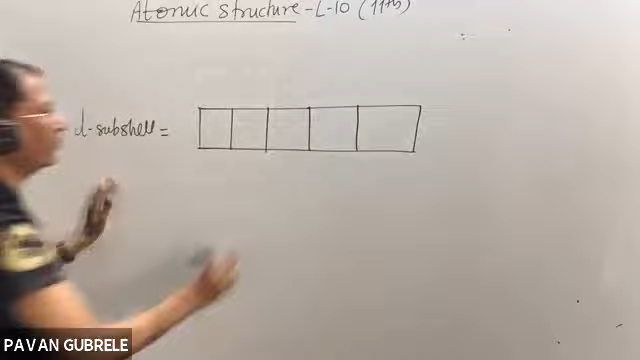 Atomic structure - L-10 (11th)
d-subshell =
PAVAN GUBRELE